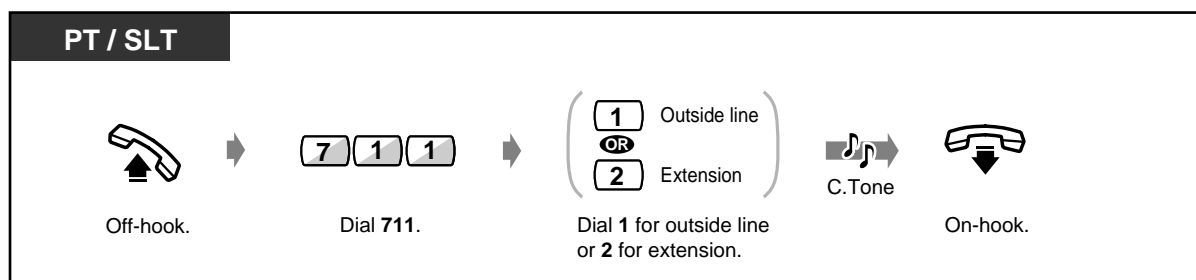 PT / SLT
1 Outside line
OR
7 1 1
2 Extension
C.Tone
Off-hook.
Dial 711.
Dial 1 for outside line
or 2 for extension.
On-hook.